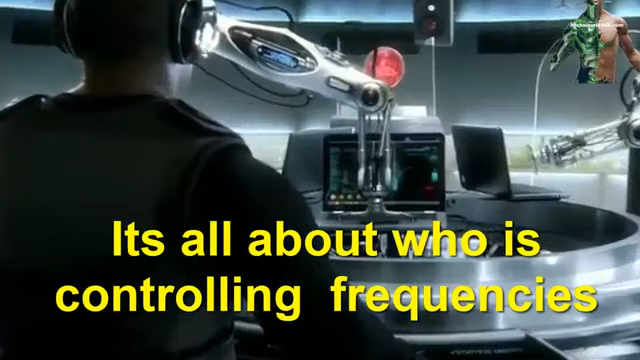 Its all about who is
controlling frequencies